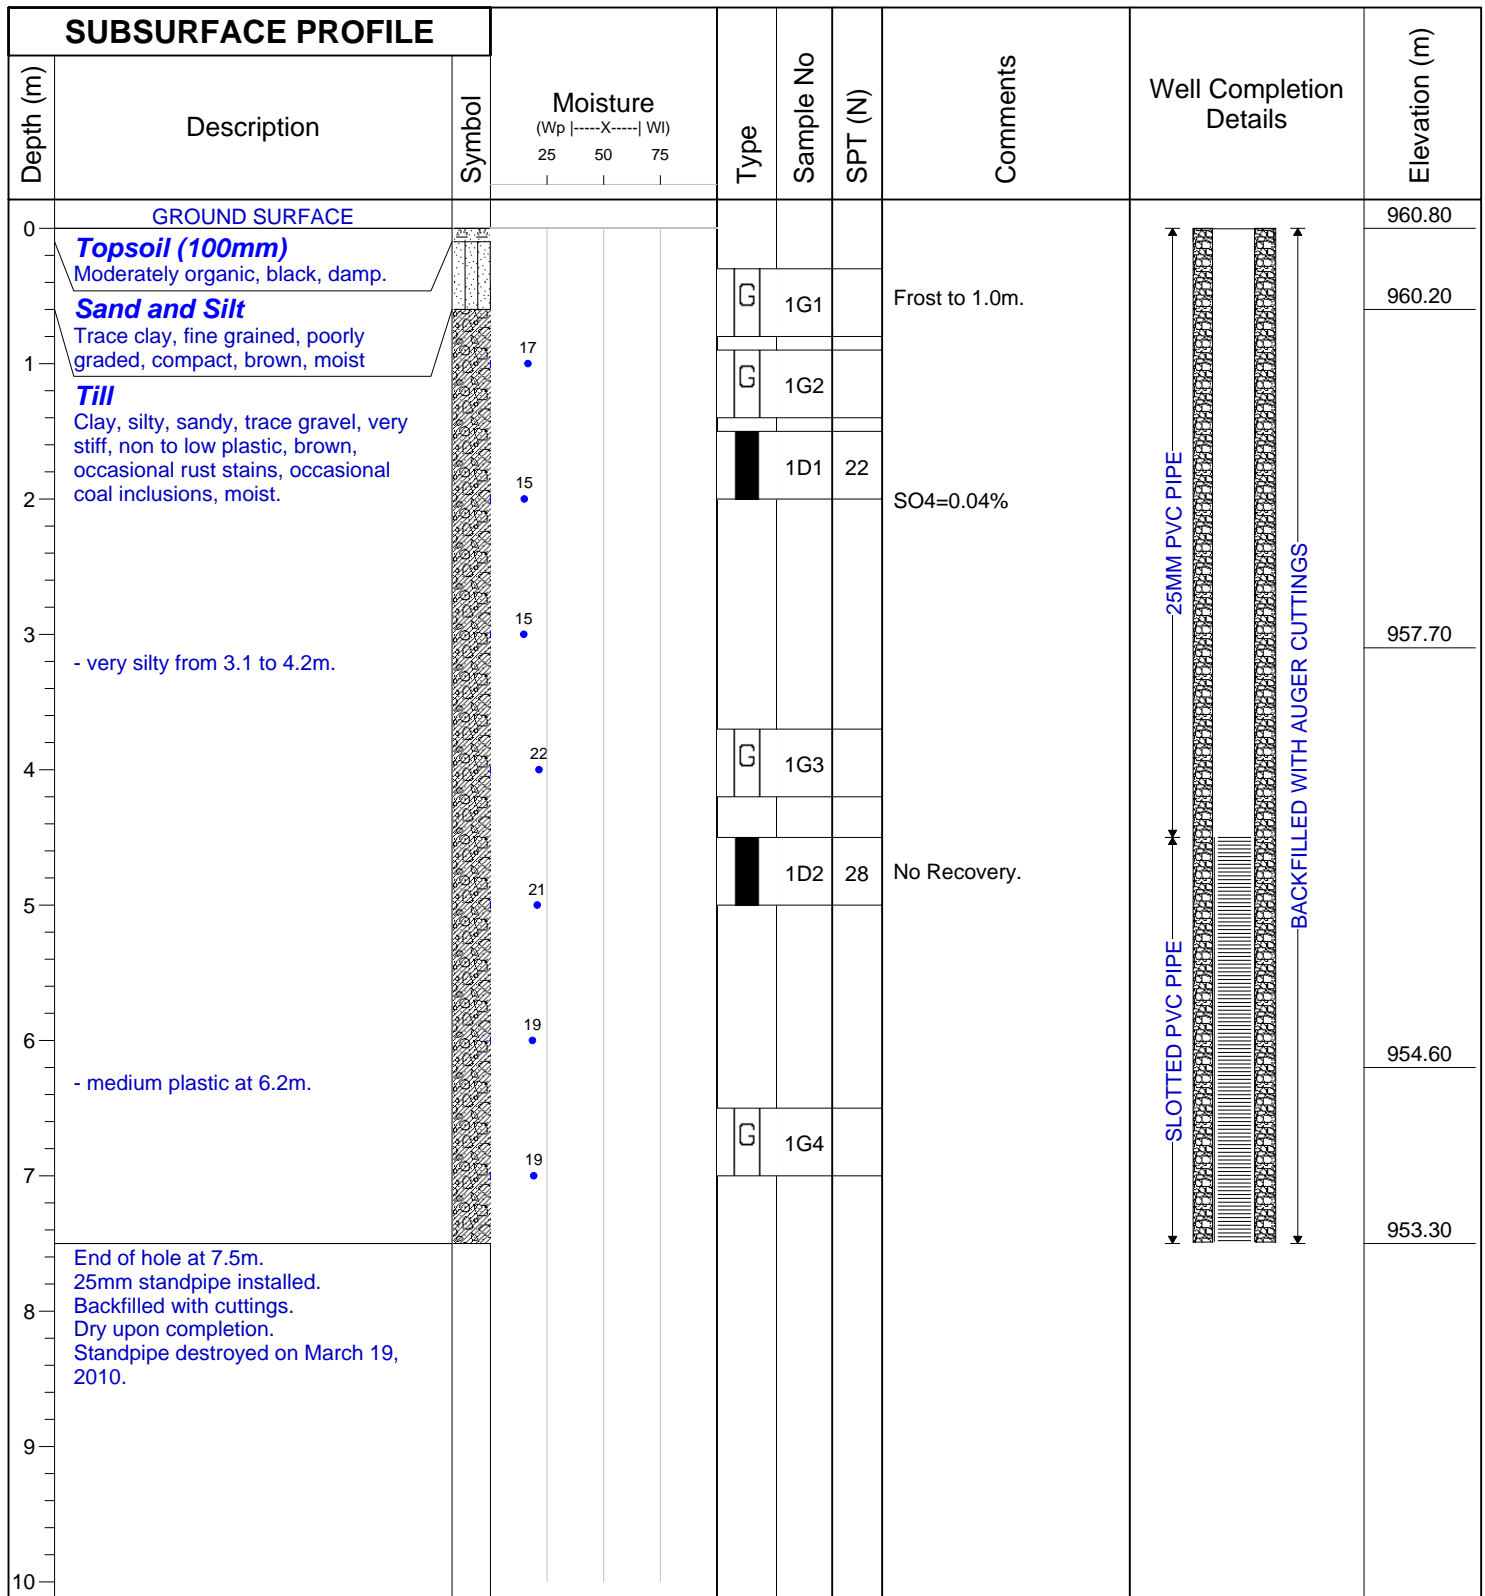 SUBSURFACE PROFILE
Depth (m)
Description
Symbol
Moisture
(Wp |-----X-----| Wl)
25 50 75
Type
Sample No
SPT (N)
Comments
Well Completion
Details
Elevation (m)
GROUND SURFACE
960.80
0
Topsoil (100mm)
Moderately organic, black, damp.
G 1G1
Frost to 1.0m.
960.20
Sand and Silt
Trace clay, fine grained, poorly
graded, compact, brown, moist
17
1
G 1G2
Till
Clay, silty, sandy, trace gravel, very
stiff, non to low plastic, brown,
occasional rust stains, occasional
coal inclusions, moist.
1D1 22
15
2
SO4=0.04%
25MM PVC PIPE
BACKFILLED WITH AUGER CUTTINGS
15
3
957.70
- very silty from 3.1 to 4.2m.
22
4
G 1G3
1D2 28
No Recovery.
21
5
SLOTTED PVC PIPE
19
6
954.60
- medium plastic at 6.2m.
G 1G4
19
7
953.30
End of hole at 7.5m.
25mm standpipe installed.
Backfilled with cuttings.
Dry upon completion.
Standpipe destroyed on March 19,
2010.
8
9
10